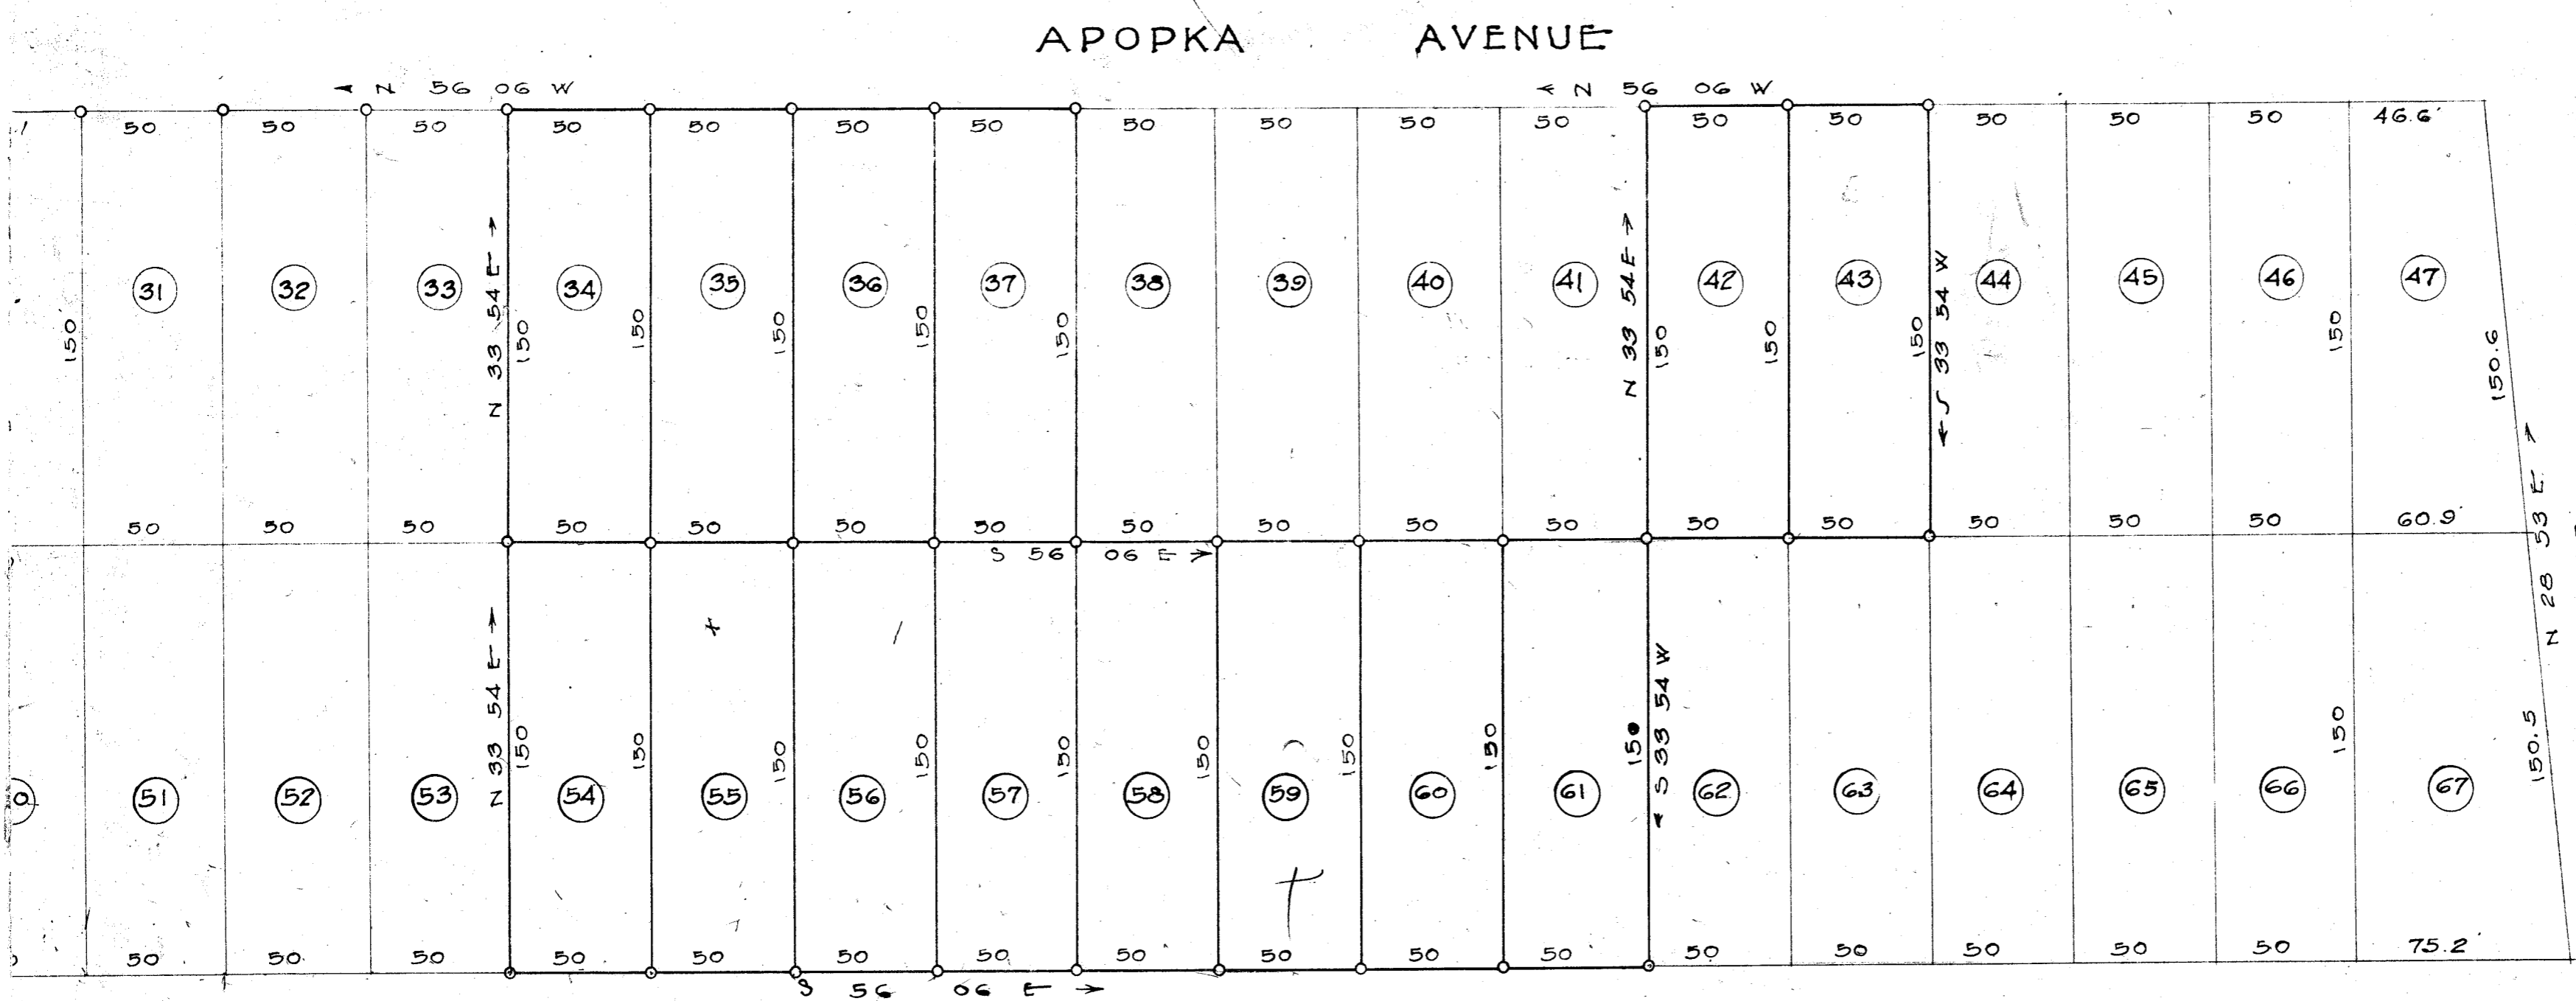 APOPKA AVENUE
N 56 06 W
N 56 06 W
50 50 50 50 50 50 50 50 50 50 50 50 50 50 50 50 46.6'
31 32 33 34 35 36 37 38 39 40 41 42 43 44 45 46 47
150' N 33 54 E 150 150 150 150 150 N 33 54 E 150 150 150 S 33 54 W 150 150.6
50 50 50 50 50 50 50 50 50 50 50 50 50 50 50 50 60.9'
S 56 06 E
N 28 53 E
N 33 54 E 150 150 150 150 150 150 150 150 150 S 33 54 W 150 150.5
51 52 53 54 55 56 57 58 59 60 61 62 63 64 65 66 67
50 50 50 50 50 50 50 50 50 50 50 50 50 50 50 50 75.2'
S 56 06 E